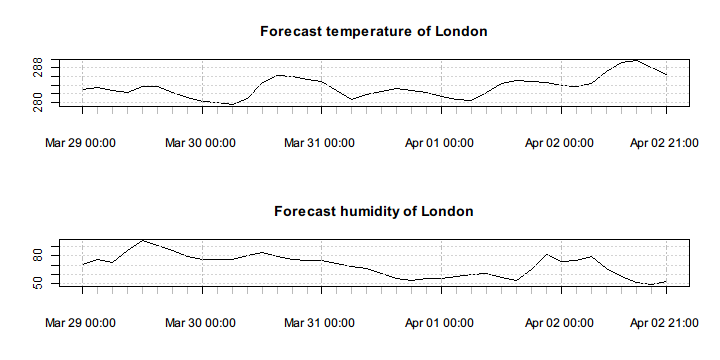 Forecast temperature of London
288
280
Mar 29 00:00 Mar 30 00:00 Mar 31 00:00 Apr 01 00:00 Apr 02 00:00 Apr 02 21:00
Forecast humidity of London
80
50
Mar 29 00:00 Mar 30 00:00 Mar 31 00:00 Apr 01 00:00 Apr 02 00:00 Apr 02 21:00